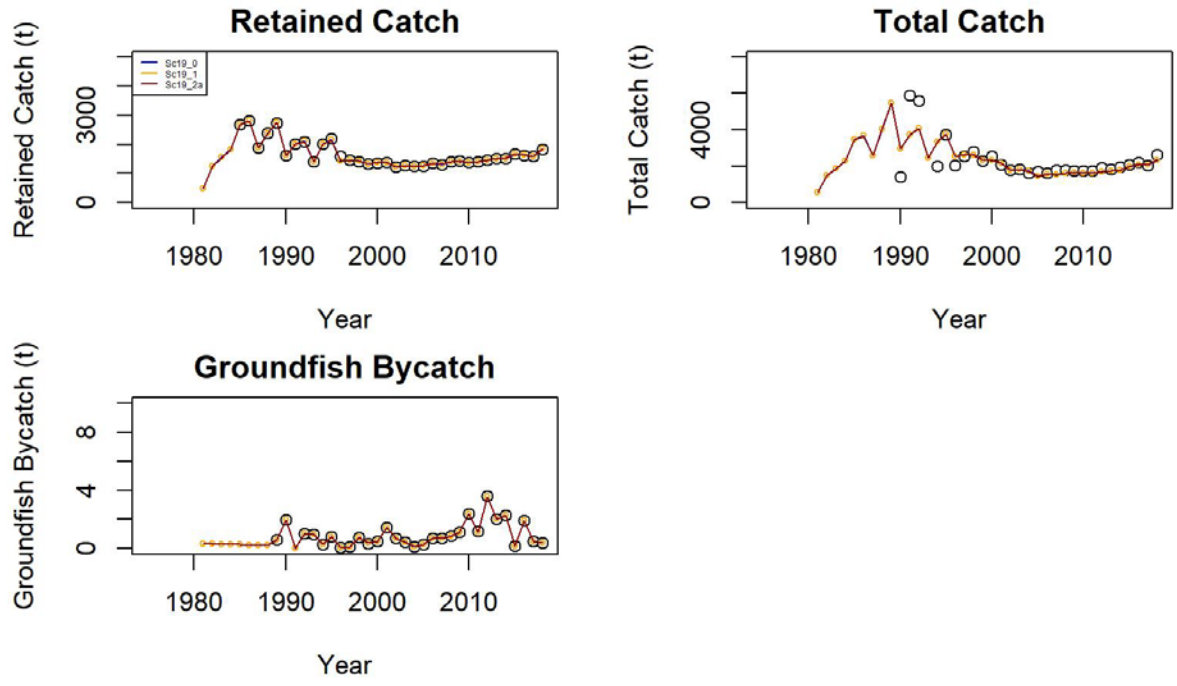 Retained Catch
Retained Catch (t)
3000
0
Sc19_0
Sc19_1
Sc19_2a
1980 1990 2000 2010
Year
Total Catch
Total Catch (t)
4000
0
1980 1990 2000 2010
Year
Groundfish Bycatch
Groundfish Bycatch (t)
8
4
0
1980 1990 2000 2010
Year